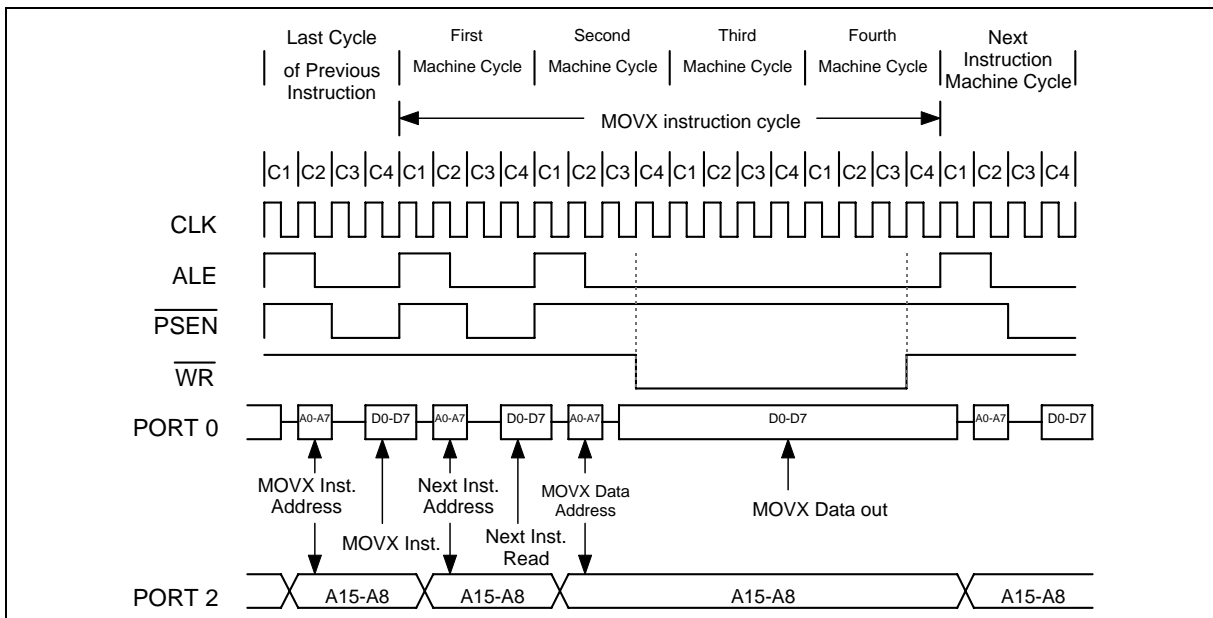 Last Cycle of Previous Instruction
First Machine Cycle
Second Machine Cycle
Third Machine Cycle
Fourth Machine Cycle
Next Instruction Machine Cycle
MOVX instruction cycle
C1 C2 C3 C4 C1 C2 C3 C4 C1 C2 C3 C4 C1 C2 C3 C4 C1 C2 C3 C4 C1 C2 C3 C4
CLK
ALE
PSEN
WR
PORT 0
A0-A7 D0-D7 A0-A7 D0-D7 A0-A7 D0-D7 A0-A7 D0-D7
MOVX Inst. Address
MOVX Inst.
Next Inst. Address
Next Inst. Read
MOVX Data Address
MOVX Data out
PORT 2
A15-A8 A15-A8 A15-A8 A15-A8